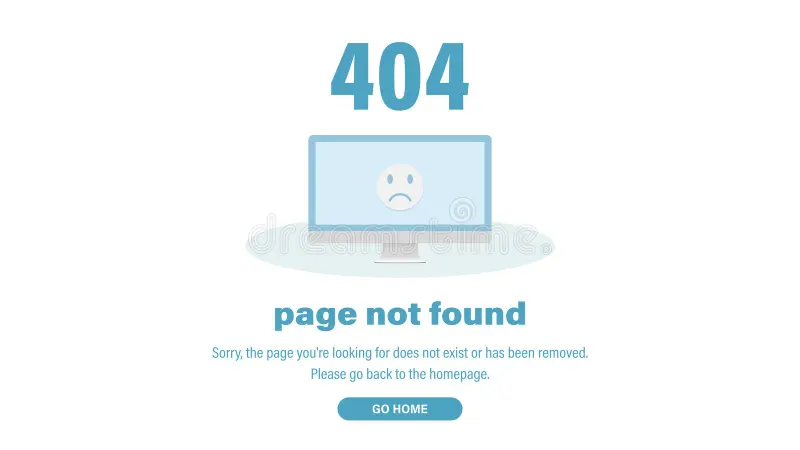 404
dreamstime
page not found
Sorry, the page you're looking for does not exist or has been removed.
Please go back to the homepage.
GO HOME